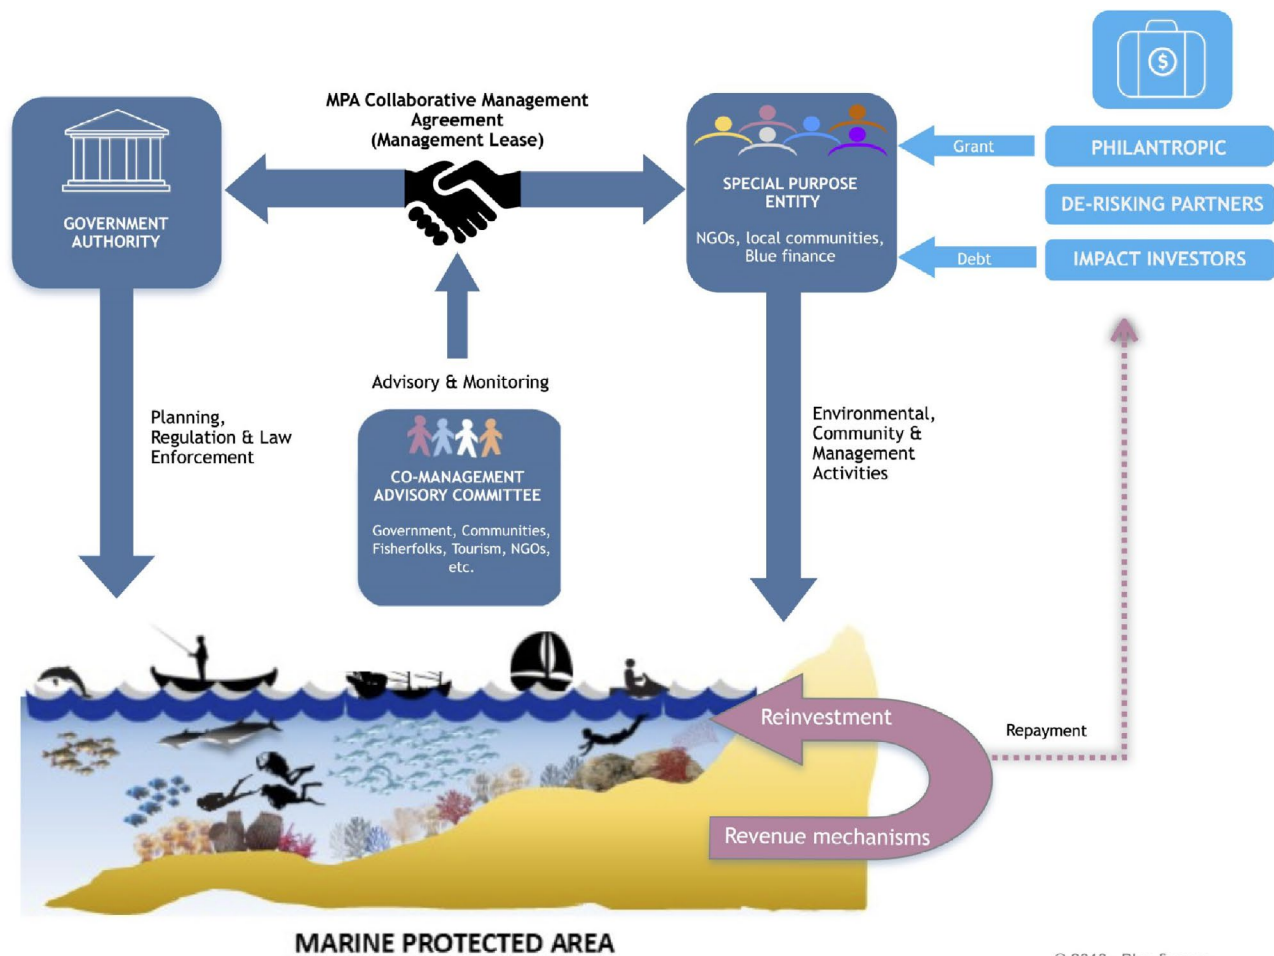 MPA Collaborative Management
Agreement
(Management Lease)
GOVERNMENT
AUTHORITY
SPECIAL PURPOSE
ENTITY
NGOs, local communities,
Blue finance
$
Grant
PHILANTROPIC
DE-RISKING PARTNERS
Debt
IMPACT INVESTORS
Advisory & Monitoring
Planning,
Regulation & Law
Enforcement
CO-MANAGEMENT
ADVISORY COMMITTEE
Government, Communities,
Fisherfolks, Tourism, NGOs,
etc.
Environmental,
Community &
Management
Activities
Reinvestment
Repayment
Revenue mechanisms
MARINE PROTECTED AREA